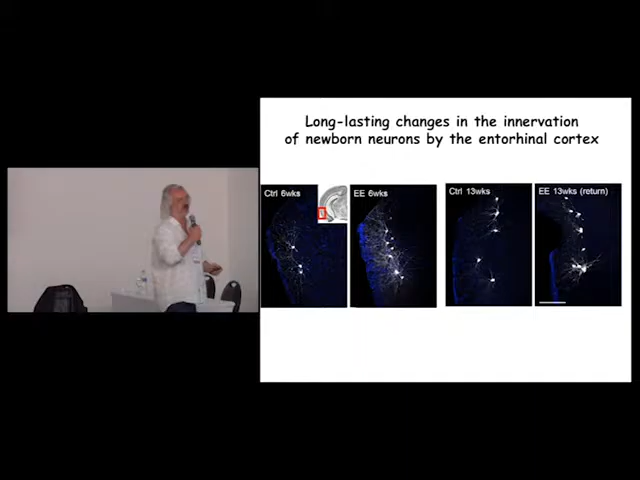 Long-lasting changes in the innervation
of newborn neurons by the entorhinal cortex
Ctrl 6wks
EE 6wks
Ctrl 13wks
EE 13wks (return)